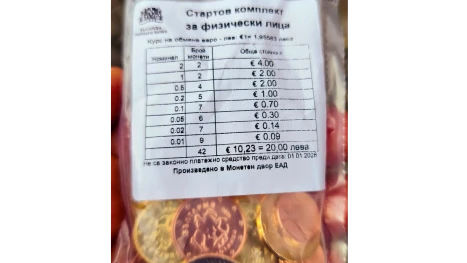 Стартов комплект
за физически лица
Курс на обмяна евро - лев: €1= 1,95583 лева
Номинал Брой монети Обща стойност
2 2 € 4.00
1 2 € 2.00
0.5 4 € 2.00
0.2 5 € 1.00
0.1 7 € 0.70
0.05 6 € 0.30
0.02 7 € 0.14
0.01 9 € 0.09
42 € 10,23 = 20,00 лева
Не са законно платежно средство преди дата: 01.01.2026
Произведено в Монетен двор ЕАД